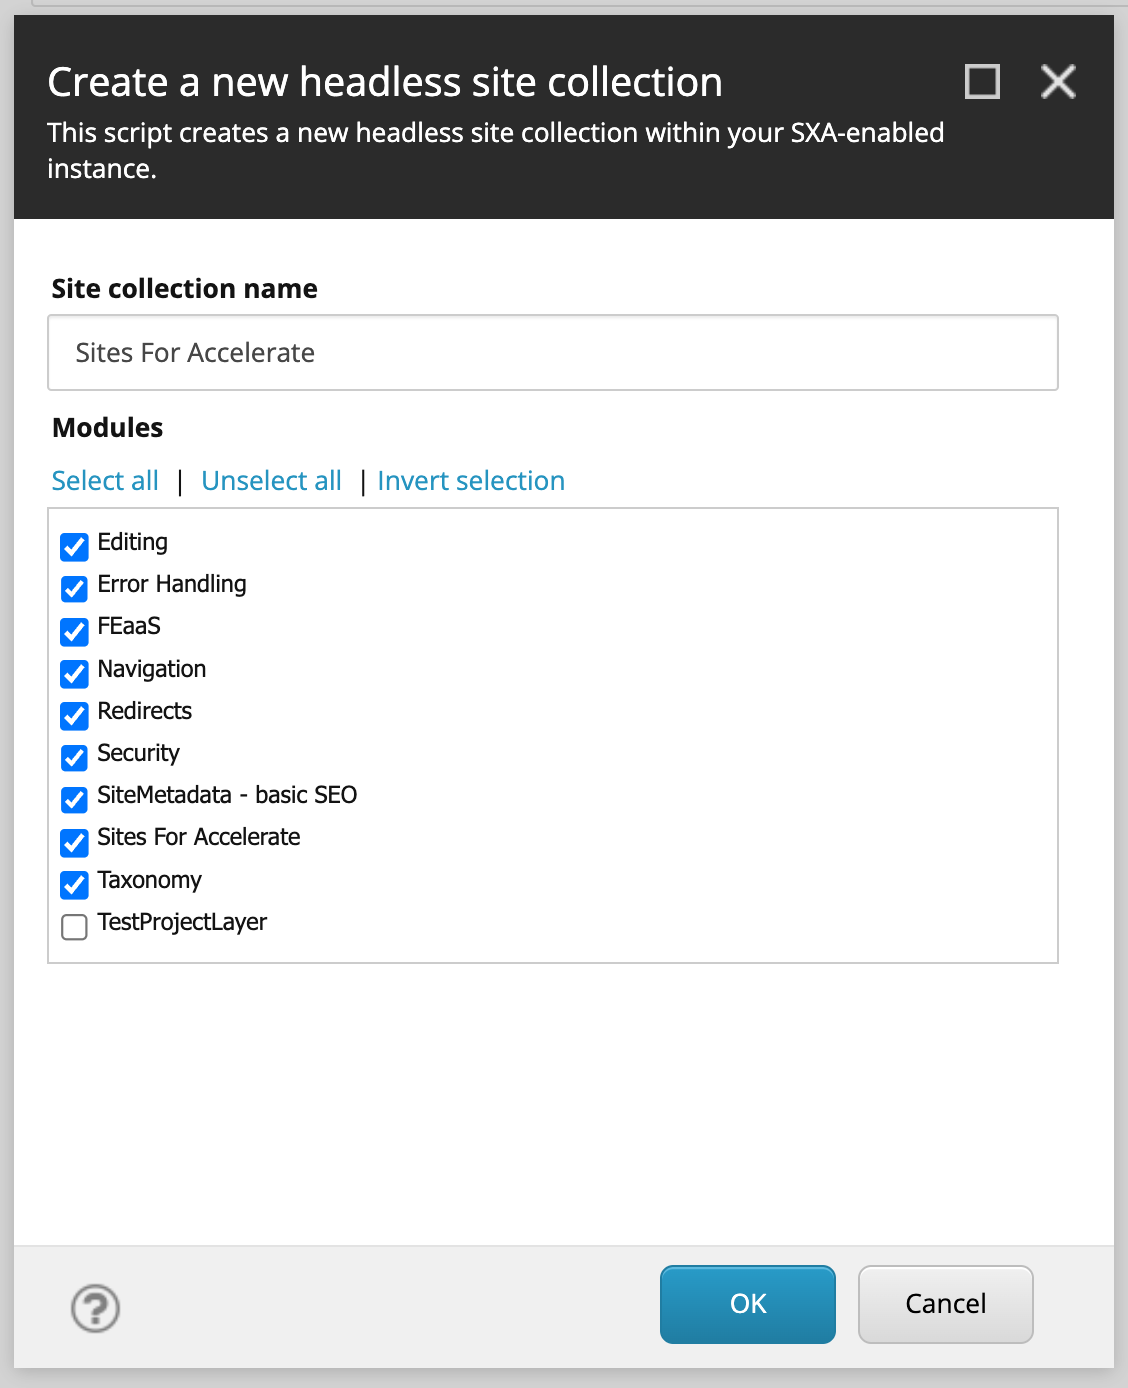 Create a new headless site collection
This script creates a new headless site collection within your SXA-enabled
instance.
Site collection name
Sites For Accelerate
Modules
Select all | Unselect all | Invert selection
Editing
Error Handling
FEaaS
Navigation
Redirects
Security
SiteMetadata - basic SEO
Sites For Accelerate
Taxonomy
TestProjectLayer
? OK Cancel